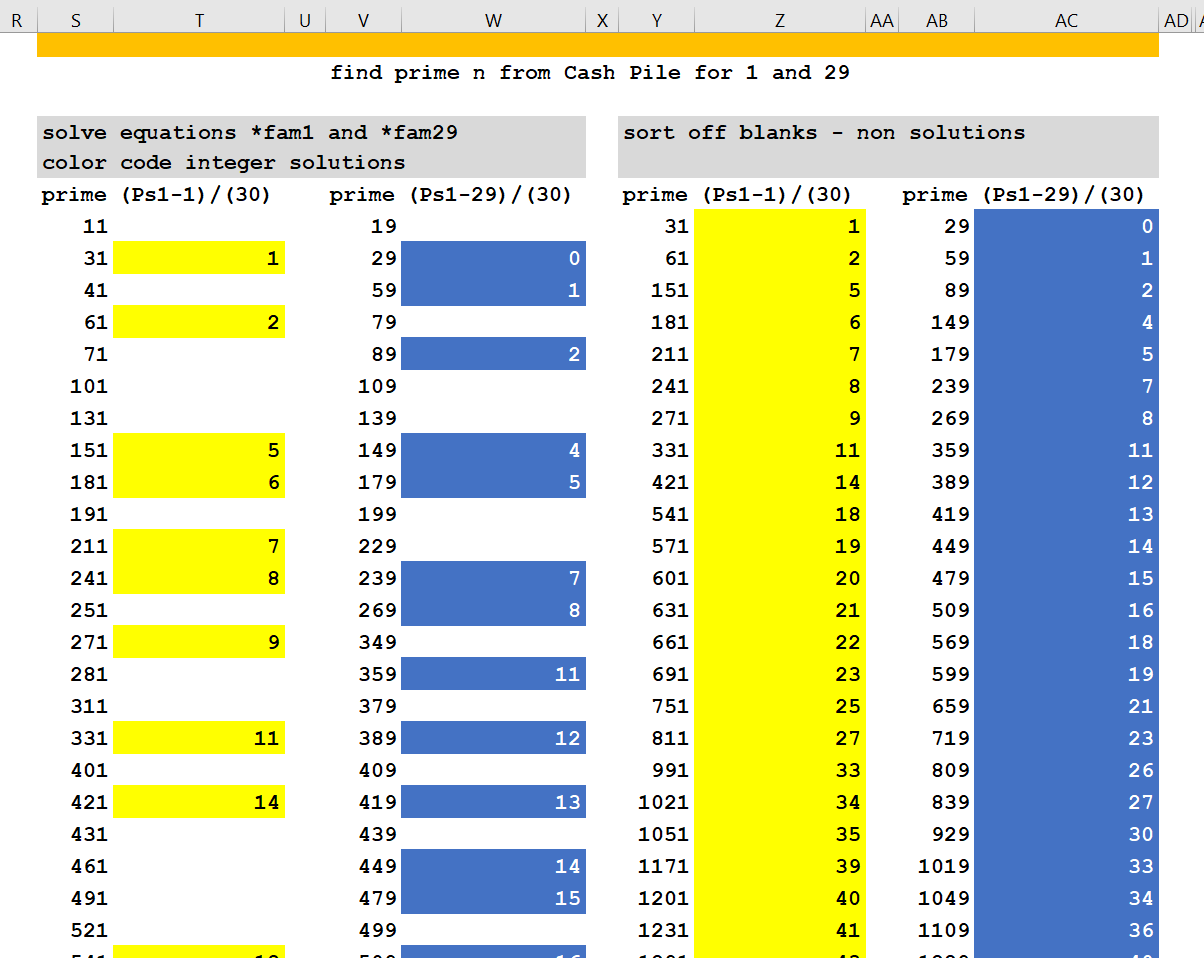 R S T U V W X Y Z AA AB AC AD
find prime n from Cash Pile for 1 and 29
solve equations *fam1 and *fam29 sort off blanks - non solutions
color code integer solutions
prime (Ps1-1)/(30) prime (Ps1-29)/(30) prime (Ps1-1)/(30) prime (Ps1-29)/(30)
11 19 31 1 29 0
31 1 29 0 61 2 59 1
41 59 1 151 5 89 2
61 2 79 181 6 149 4
71 89 2 211 7 179 5
101 109 241 8 239 7
131 139 271 9 269 8
151 5 149 4 331 11 359 11
181 6 179 5 421 14 389 12
191 199 541 18 419 13
211 7 229 571 19 449 14
241 8 239 7 601 20 479 15
251 269 8 631 21 509 16
271 9 349 661 22 569 18
281 359 11 691 23 599 19
311 379 751 25 659 21
331 11 389 12 811 27 719 23
401 409 991 33 809 26
421 14 419 13 1021 34 839 27
431 439 1051 35 929 30
461 449 14 1171 39 1019 33
491 479 15 1201 40 1049 34
521 499 1231 41 1109 36